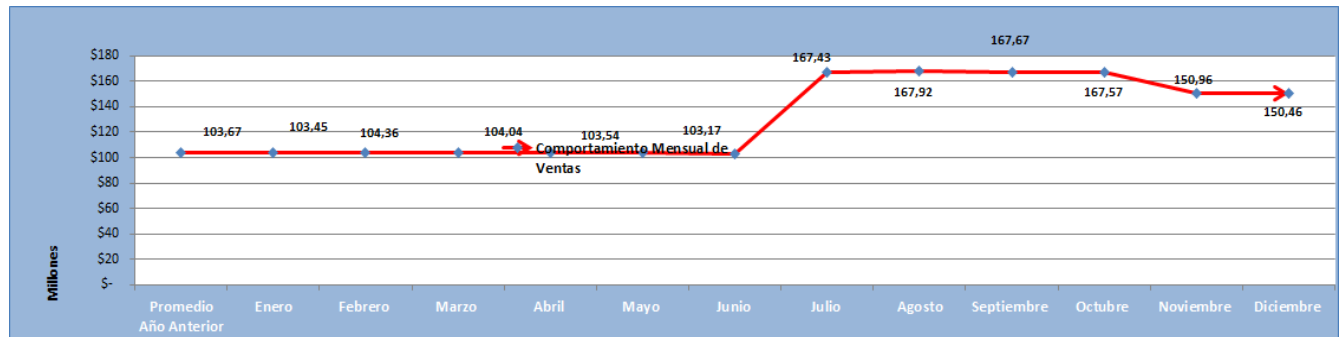 $180
$160
$140
$120
$100
$80
$60
$40
$20
$-
Millones
103,67
103,45
104,36
104,04
103,54
103,17
167,43
167,92
167,67
167,57
150,96
150,46
Comportamiento Mensual de
Ventas
Promedio
Año Anterior
Enero
Febrero
Marzo
Abril
Mayo
Junio
Julio
Agosto
Septiembre
Octubre
Noviembre
Diciembre